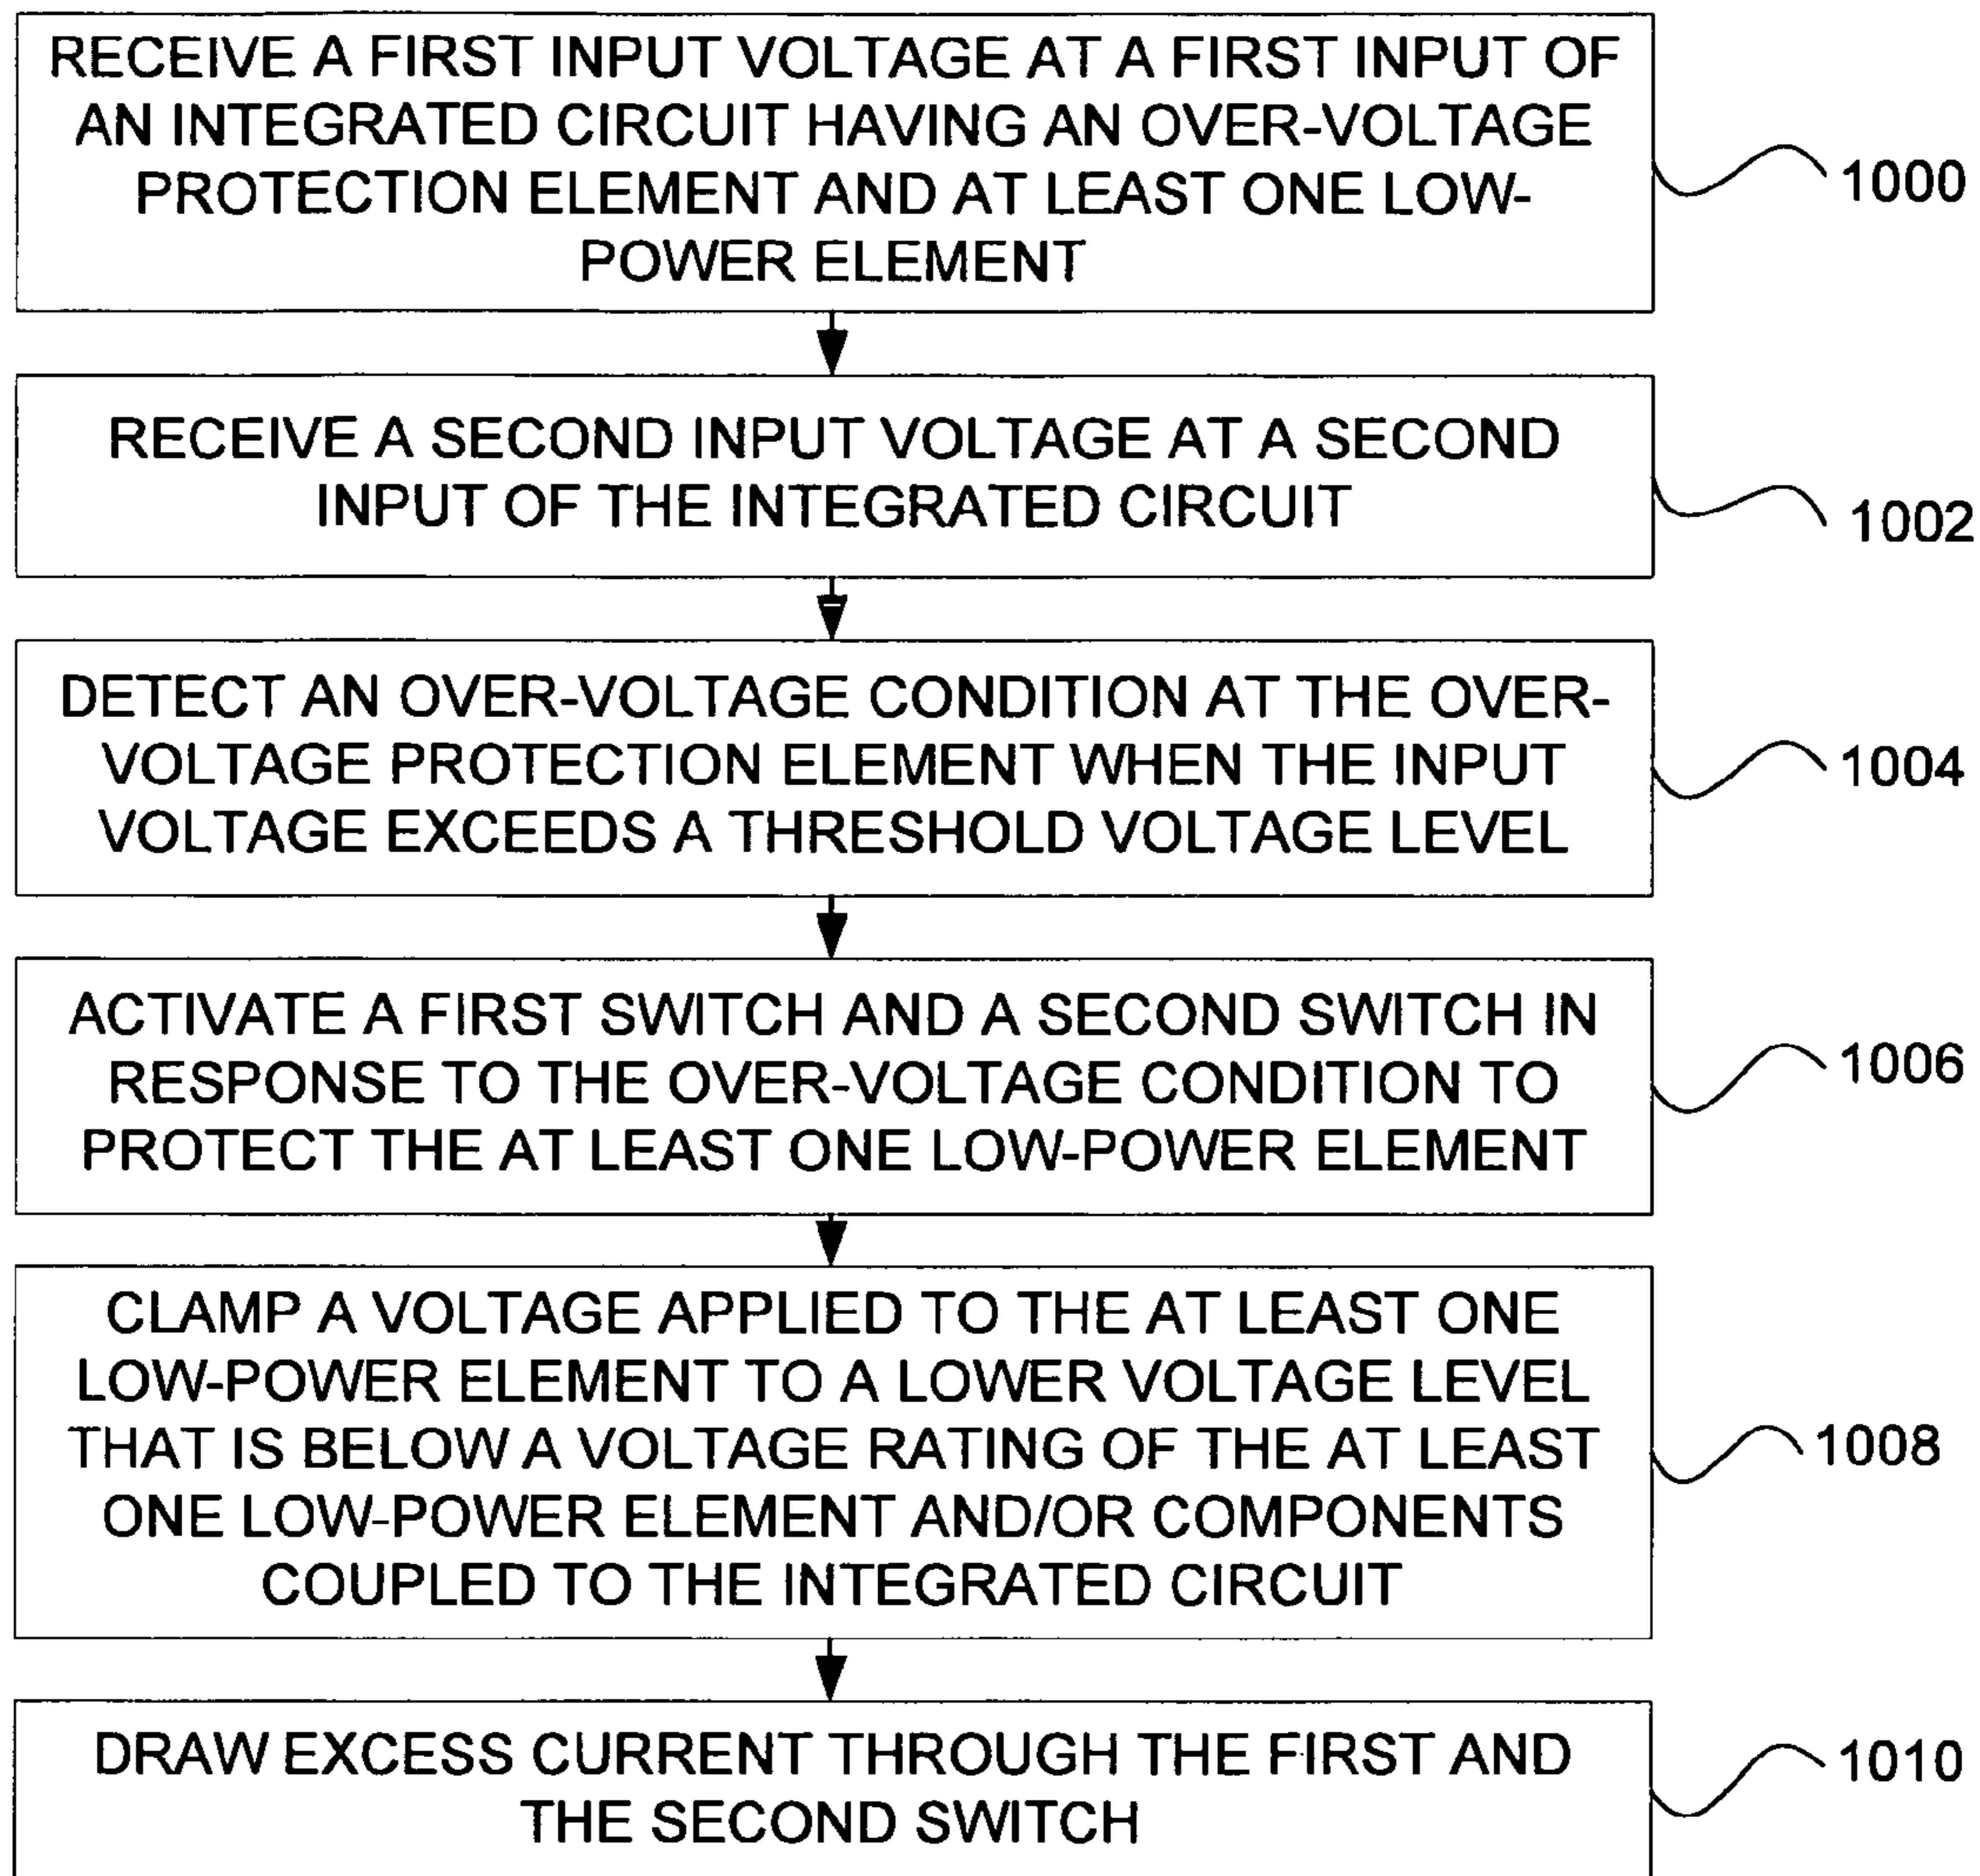 RECEIVE A FIRST INPUT VOLTAGE AT A FIRST INPUT OF
AN INTEGRATED CIRCUIT HAVING AN OVER-VOLTAGE
PROTECTION ELEMENT AND AT LEAST ONE LOW-
POWER ELEMENT
1000
RECEIVE A SECOND INPUT VOLTAGE AT A SECOND
INPUT OF THE INTEGRATED CIRCUIT
1002
DETECT AN OVER-VOLTAGE CONDITION AT THE OVER-
VOLTAGE PROTECTION ELEMENT WHEN THE INPUT
VOLTAGE EXCEEDS A THRESHOLD VOLTAGE LEVEL
1004
ACTIVATE A FIRST SWITCH AND A SECOND SWITCH IN
RESPONSE TO THE OVER-VOLTAGE CONDITION TO
PROTECT THE AT LEAST ONE LOW-POWER ELEMENT
1006
CLAMP A VOLTAGE APPLIED TO THE AT LEAST ONE
LOW-POWER ELEMENT TO A LOWER VOLTAGE LEVEL
THAT IS BELOW A VOLTAGE RATING OF THE AT LEAST
ONE LOW-POWER ELEMENT AND/OR COMPONENTS
COUPLED TO THE INTEGRATED CIRCUIT
1008
DRAW EXCESS CURRENT THROUGH THE FIRST AND
THE SECOND SWITCH
1010